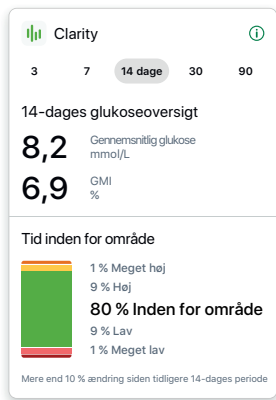 Clarity
3 7 14 dage 30 90
14-dages glukoseoversigt
8,2 Gennemsnitlig glukose
mmol/L
6,9 GMI
%
Tid inden for område
1 % Meget høj
9 % Høj
80 % Inden for område
9 % Lav
1 % Meget lav
Mere end 10 % ændring siden tidligere 14-dages periode